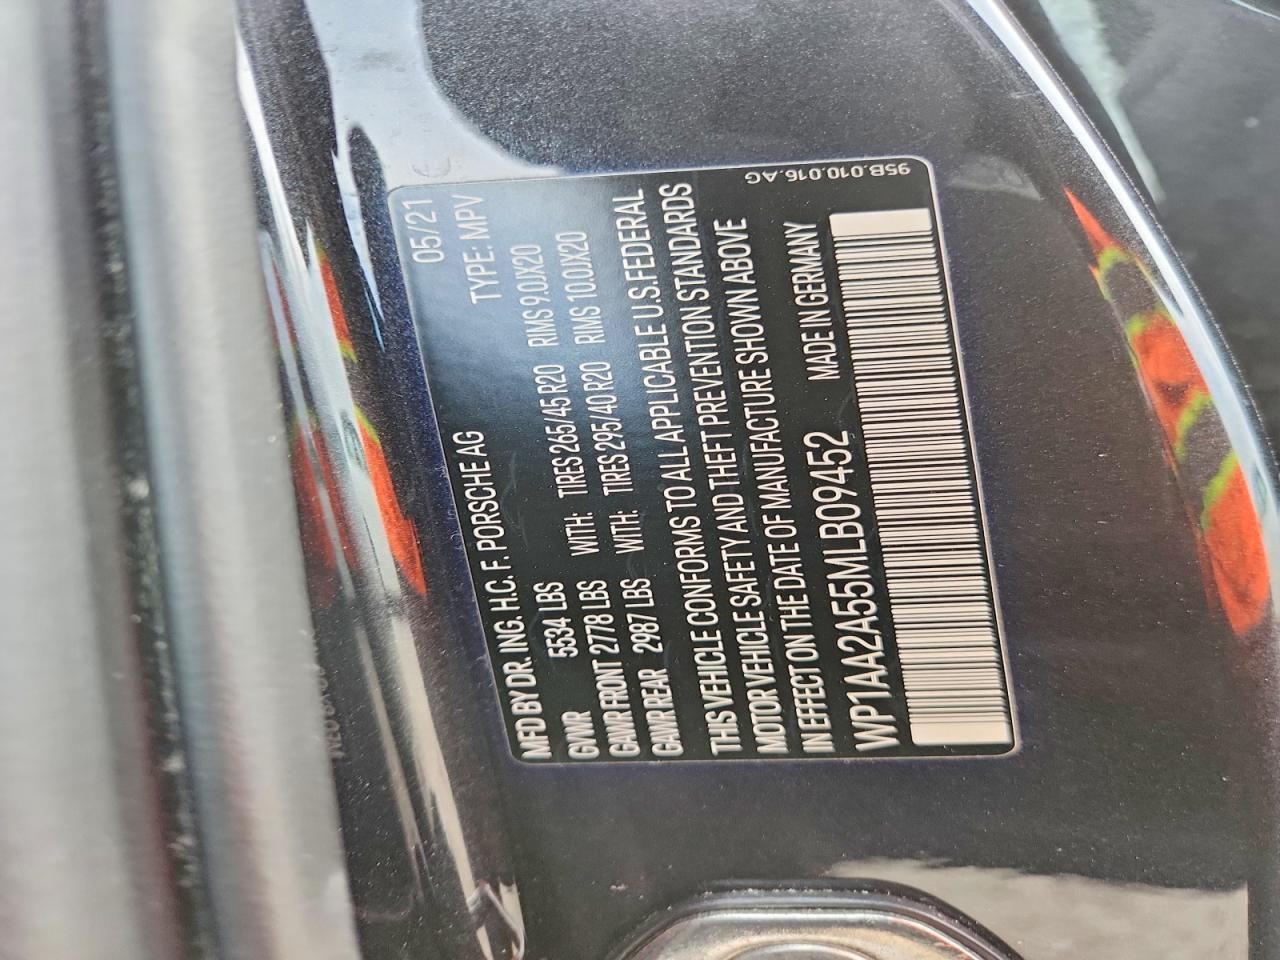 05/21
MFD BY DR. ING. H.C. F. PORSCHE AG TYPE: MPV
GVWR 5534 LBS
GAWR FRONT 2778 LBS WITH: TIRES 265/45 R20 RIMS 9.0JX20
GAWR REAR 2987 LBS WITH: TIRES 295/40 R20 RIMS 10.0JX20
THIS VEHICLE CONFORMS TO ALL APPLICABLE U.S. FEDERAL
MOTOR VEHICLE SAFETY AND THEFT PREVENTION STANDARDS
IN EFFECT ON THE DATE OF MANUFACTURE SHOWN ABOVE
WP1AA2A55MLB09452 MADE IN GERMANY
95B.010.016.AG